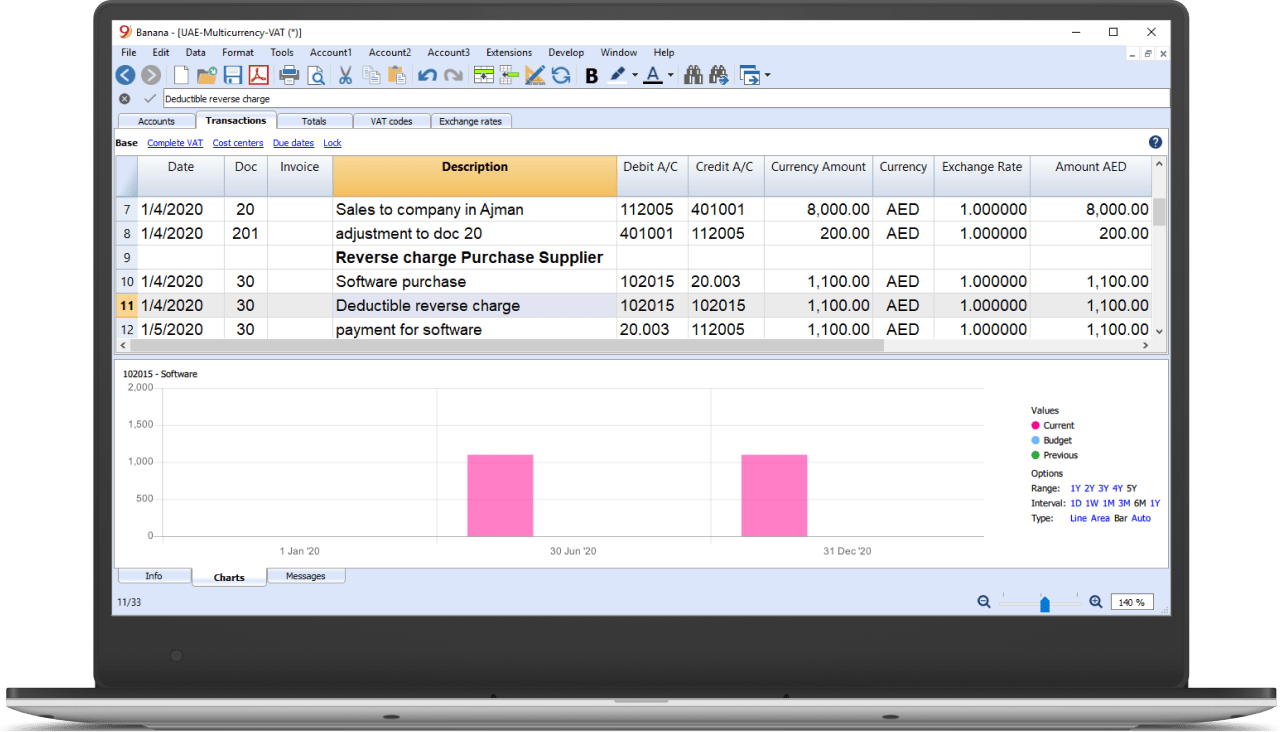 9 Banana - [UAE-Multicurrency-VAT (*)]
File Edit Data Format Tools Account1 Account2 Account3 Extensions Develop Window Help
B A
Deductible reverse charge
Accounts Transactions Totals VAT codes Exchange rates
Base Complete VAT Cost centers Due dates Lock ?
Date Doc Invoice Description Debit A/C Credit A/C Currency Amount Currency Exchange Rate Amount AED
7 1/4/2020 20 Sales to company in Ajman 112005 401001 8,000.00 AED 1.000000 8,000.00
8 1/4/2020 201 adjustment to doc 20 401001 112005 200.00 AED 1.000000 200.00
9 Reverse charge Purchase Supplier
10 1/4/2020 30 Software purchase 102015 20.003 1,100.00 AED 1.000000 1,100.00
11 1/4/2020 30 Deductible reverse charge 102015 102015 1,100.00 AED 1.000000 1,100.00
12 1/5/2020 30 payment for software 20.003 112005 1,100.00 AED 1.000000 1,100.00
102015 - Software
2,000
1,500
1,000
500
0
1 Jan '20 30 Jun '20 31 Dec '20
Values
Current
Budget
Previous
Options
Range: 1Y 2Y 3Y 4Y 5Y
Interval: 1D 1W 1M 3M 6M 1Y
Type: Line Area Bar Auto
Info Charts Messages
11/33 140 %